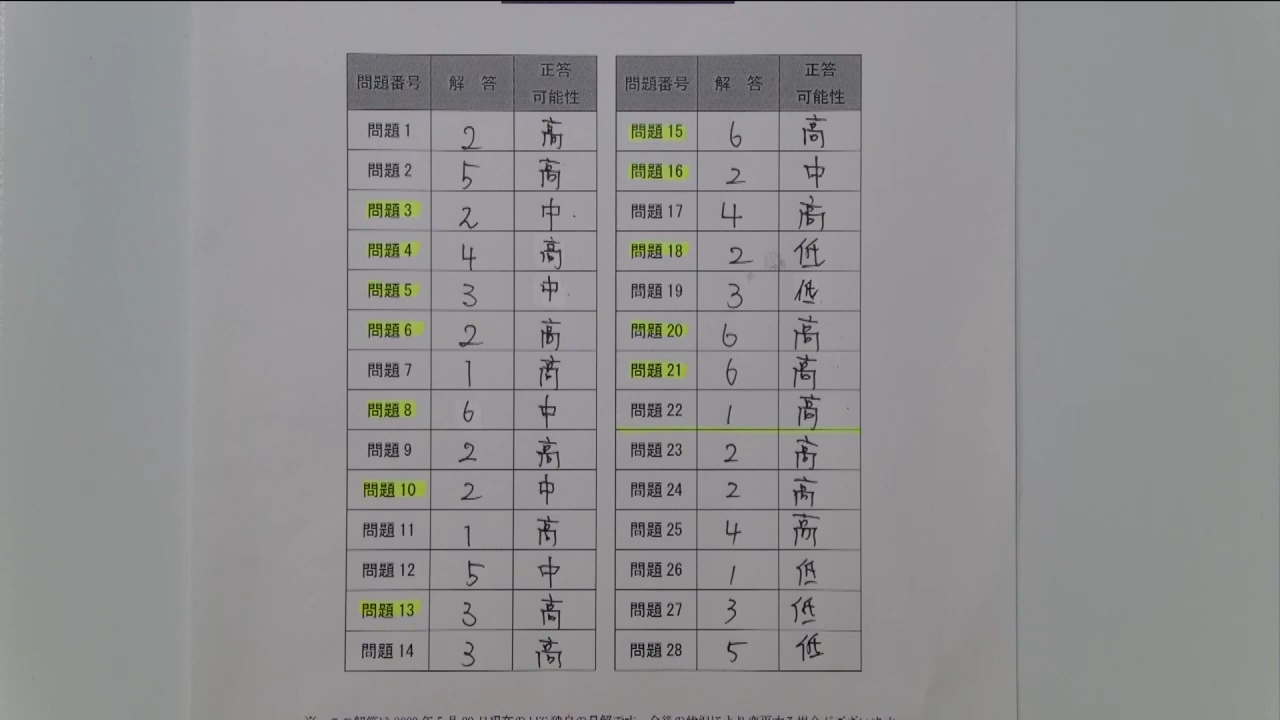 問題番号 解 答 正答可能性
問題1 2 高
問題2 5 高
問題3 2 中
問題4 4 高
問題5 3 中
問題6 2 高
問題7 1 高
問題8 6 中
問題9 2 高
問題10 2 中
問題11 1 高
問題12 5 中
問題13 3 高
問題14 3 高
問題番号 解 答 正答可能性
問題15 6 高
問題16 2 中
問題17 4 高
問題18 2 低
問題19 3 低
問題20 6 高
問題21 6 高
問題22 1 高
問題23 2 高
問題24 2 高
問題25 4 高
問題26 1 低
問題27 3 低
問題28 5 低